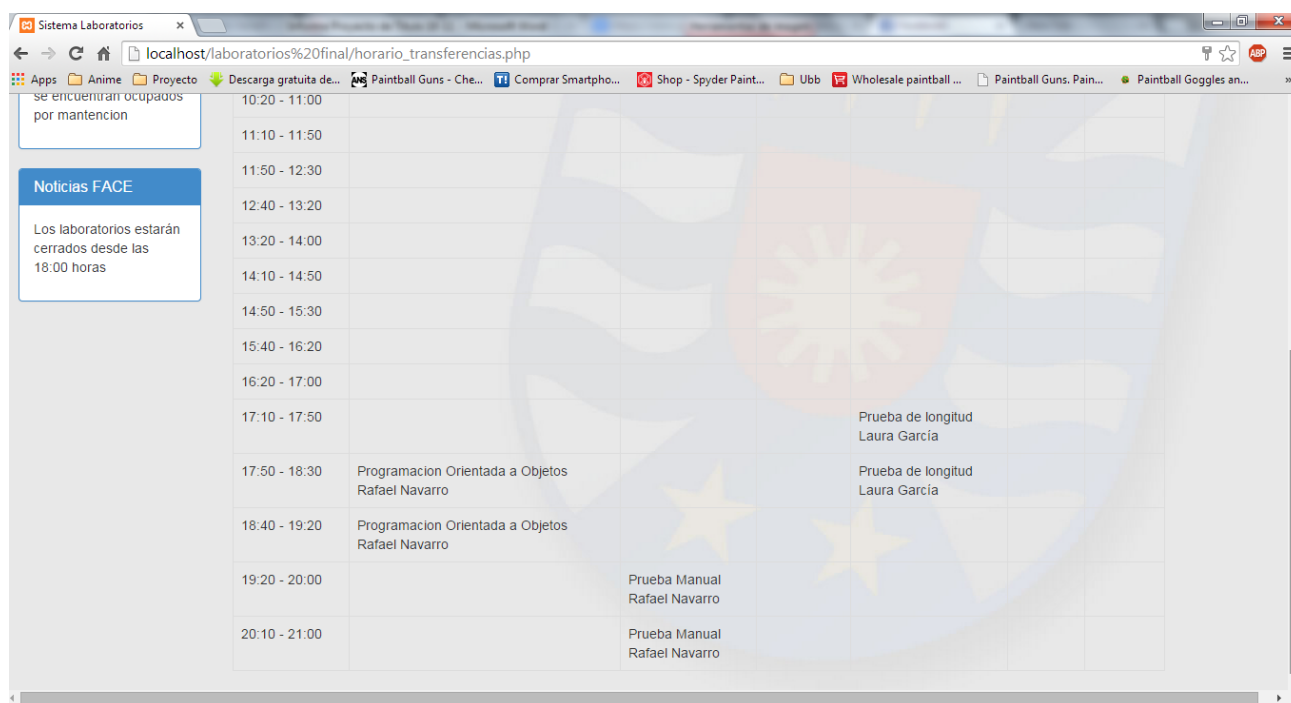 Sistema Laboratorios
localhost/laboratorios%20final/horario_transferencias.php
ABP
Apps Anime Proyecto Descarga gratuita de... ANS Paintball Guns - Che... T! Comprar Smartpho... Shop - Spyder Paint... Ubb Wholesale paintball ... Paintball Guns. Pain... Paintball Goggles an...
se encuentran ocupados
por mantencion
Noticias FACE
Los laboratorios estarán
cerrados desde las
18:00 horas
10:20 - 11:00
11:10 - 11:50
11:50 - 12:30
12:40 - 13:20
13:20 - 14:00
14:10 - 14:50
14:50 - 15:30
15:40 - 16:20
16:20 - 17:00
17:10 - 17:50 Prueba de longitud
Laura García
17:50 - 18:30 Programacion Orientada a Objetos Prueba de longitud
Rafael Navarro Laura García
18:40 - 19:20 Programacion Orientada a Objetos
Rafael Navarro
19:20 - 20:00 Prueba Manual
Rafael Navarro
20:10 - 21:00 Prueba Manual
Rafael Navarro